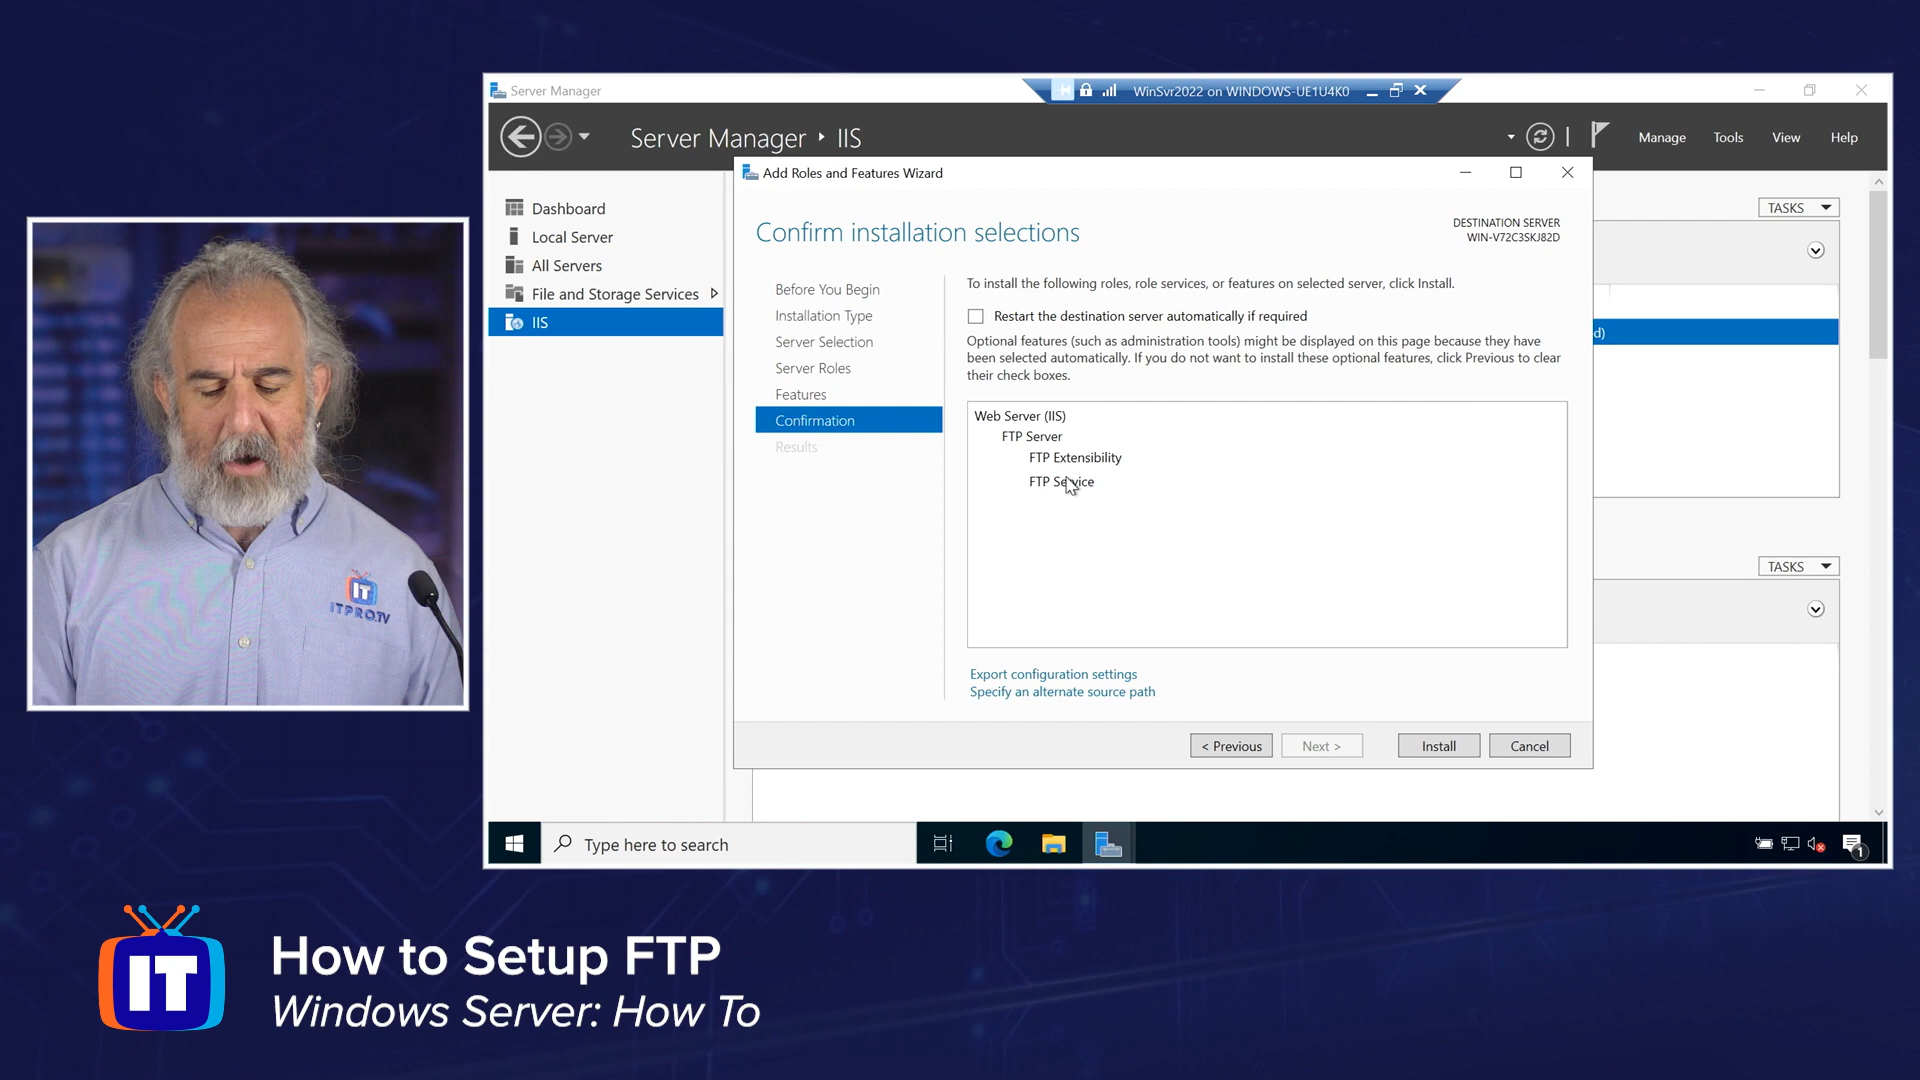 Server Manager
WinSvr2022 on WINDOWS-UE1U4K0
Server Manager ‣ IIS
Manage
Tools
View
Help
Dashboard
Local Server
All Servers
File and Storage Services
IIS
TASKS
d)
TASKS
Add Roles and Features Wizard
Confirm installation selections
DESTINATION SERVER
WIN-V72C3SKJ82D
Before You Begin
Installation Type
Server Selection
Server Roles
Features
Confirmation
Results
To install the following roles, role services, or features on selected server, click Install.
Restart the destination server automatically if required
Optional features (such as administration tools) might be displayed on this page because they have
been selected automatically. If you do not want to install these optional features, click Previous to clear
their check boxes.
Web Server (IIS)
FTP Server
FTP Extensibility
FTP Service
Export configuration settings
Specify an alternate source path
< Previous
Next >
Install
Cancel
Type here to search
1
IT
ITPRO.TV
IT
How to Setup FTP
Windows Server: How To